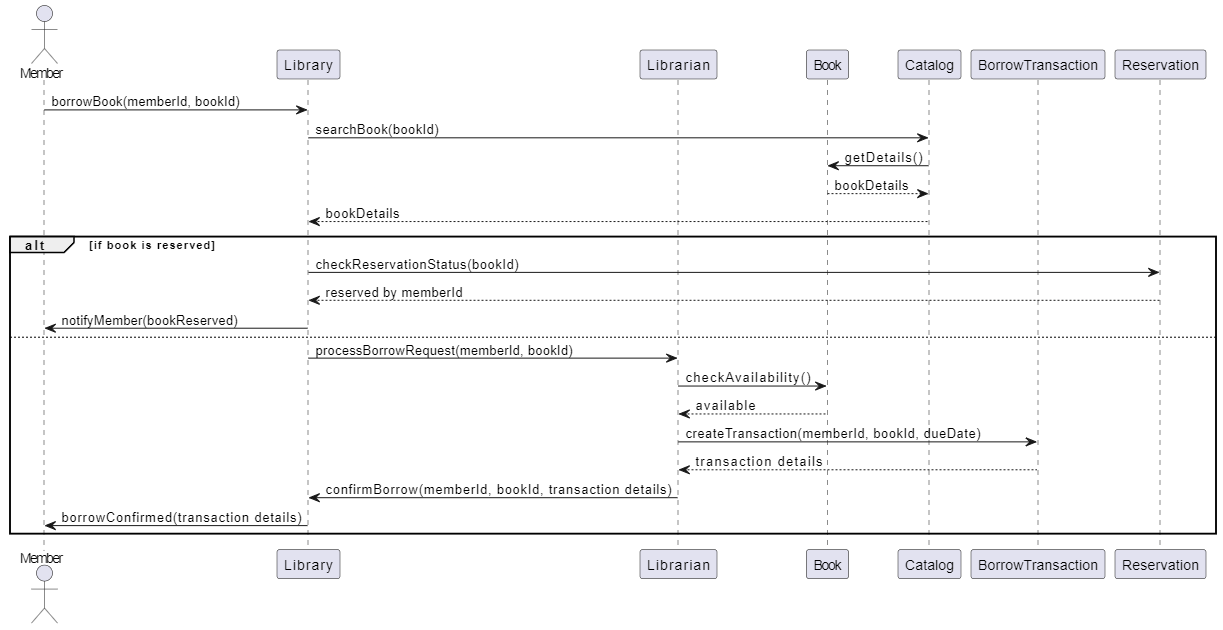 Member
Library Librarian Book Catalog BorrowTransaction Reservation
borrowBook(memberId, bookId)
searchBook(bookId)
getDetails()
bookDetails
bookDetails
alt [if book is reserved]
checkReservationStatus(bookId)
reserved by memberId
notifyMember(bookReserved)
processBorrowRequest(memberId, bookId)
checkAvailability()
available
createTransaction(memberId, bookId, dueDate)
transaction details
confirmBorrow(memberId, bookId, transaction details)
borrowConfirmed(transaction details)
Member
Library Librarian Book Catalog BorrowTransaction Reservation